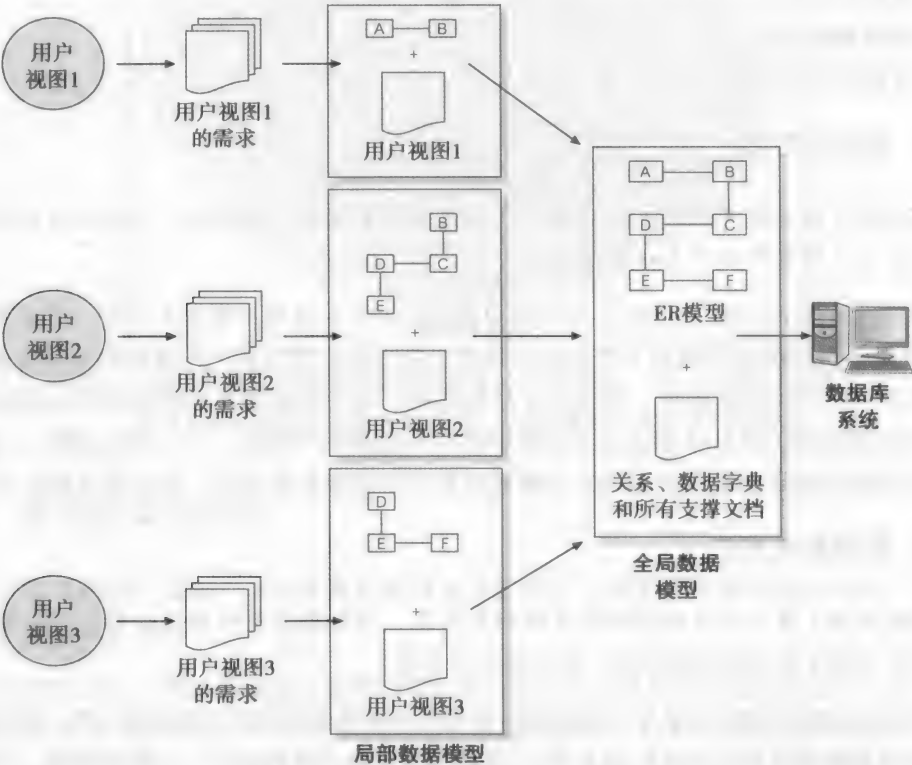 用户
视图1
用户视图1
的需求
A
B
+
用户视图1
用户
视图2
用户视图2
的需求
B
D
C
E
+
用户视图2
用户
视图3
用户视图3
的需求
D
E
F
+
用户视图3
局部数据模型
A
B
D
C
E
F
ER模型
+
关系、数据字典
和所有支撑文档
全局数据
模型
数据库
系统